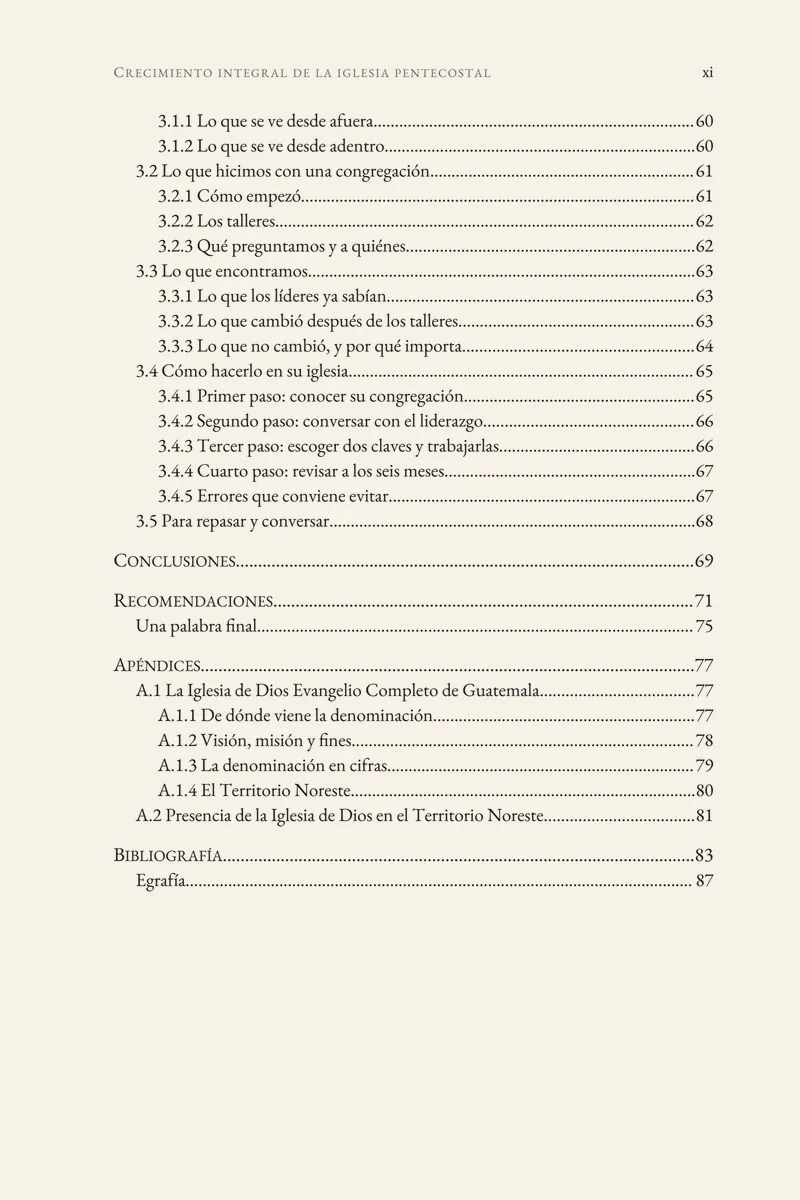 CRECIMIENTO INTEGRAL DE LA IGLESIA PENTECOSTAL xi
3.1.1 Lo que se ve desde afuera....................60
3.1.2 Lo que se ve desde adentro....................60
3.2 Lo que hicimos con una congregación....................61
3.2.1 Cómo empezó....................61
3.2.2 Los talleres....................62
3.2.3 Qué preguntamos y a quiénes....................62
3.3 Lo que encontramos....................63
3.3.1 Lo que los líderes ya sabían....................63
3.3.2 Lo que cambió después de los talleres....................63
3.3.3 Lo que no cambió, y por qué importa....................64
3.4 Cómo hacerlo en su iglesia....................65
3.4.1 Primer paso: conocer su congregación....................65
3.4.2 Segundo paso: conversar con el liderazgo....................66
3.4.3 Tercer paso: escoger dos claves y trabajarlas....................66
3.4.4 Cuarto paso: revisar a los seis meses....................67
3.4.5 Errores que conviene evitar....................67
3.5 Para repasar y conversar....................68
CONCLUSIONES....................69
RECOMENDACIONES....................71
Una palabra final....................75
APÉNDICES....................77
A.1 La Iglesia de Dios Evangelio Completo de Guatemala....................77
A.1.1 De dónde viene la denominación....................77
A.1.2 Visión, misión y fines....................78
A.1.3 La denominación en cifras....................79
A.1.4 El Territorio Noreste....................80
A.2 Presencia de la Iglesia de Dios en el Territorio Noreste....................81
BIBLIOGRAFÍA....................83
Egrafía....................87